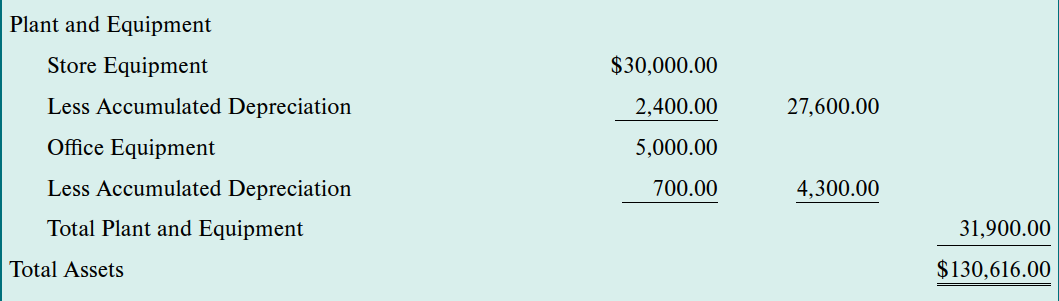 Plant and Equipment
Store Equipment $30,000.00
Less Accumulated Depreciation 2,400.00 27,600.00
Office Equipment 5,000.00
Less Accumulated Depreciation 700.00 4,300.00
Total Plant and Equipment 31,900.00
Total Assets $130,616.00